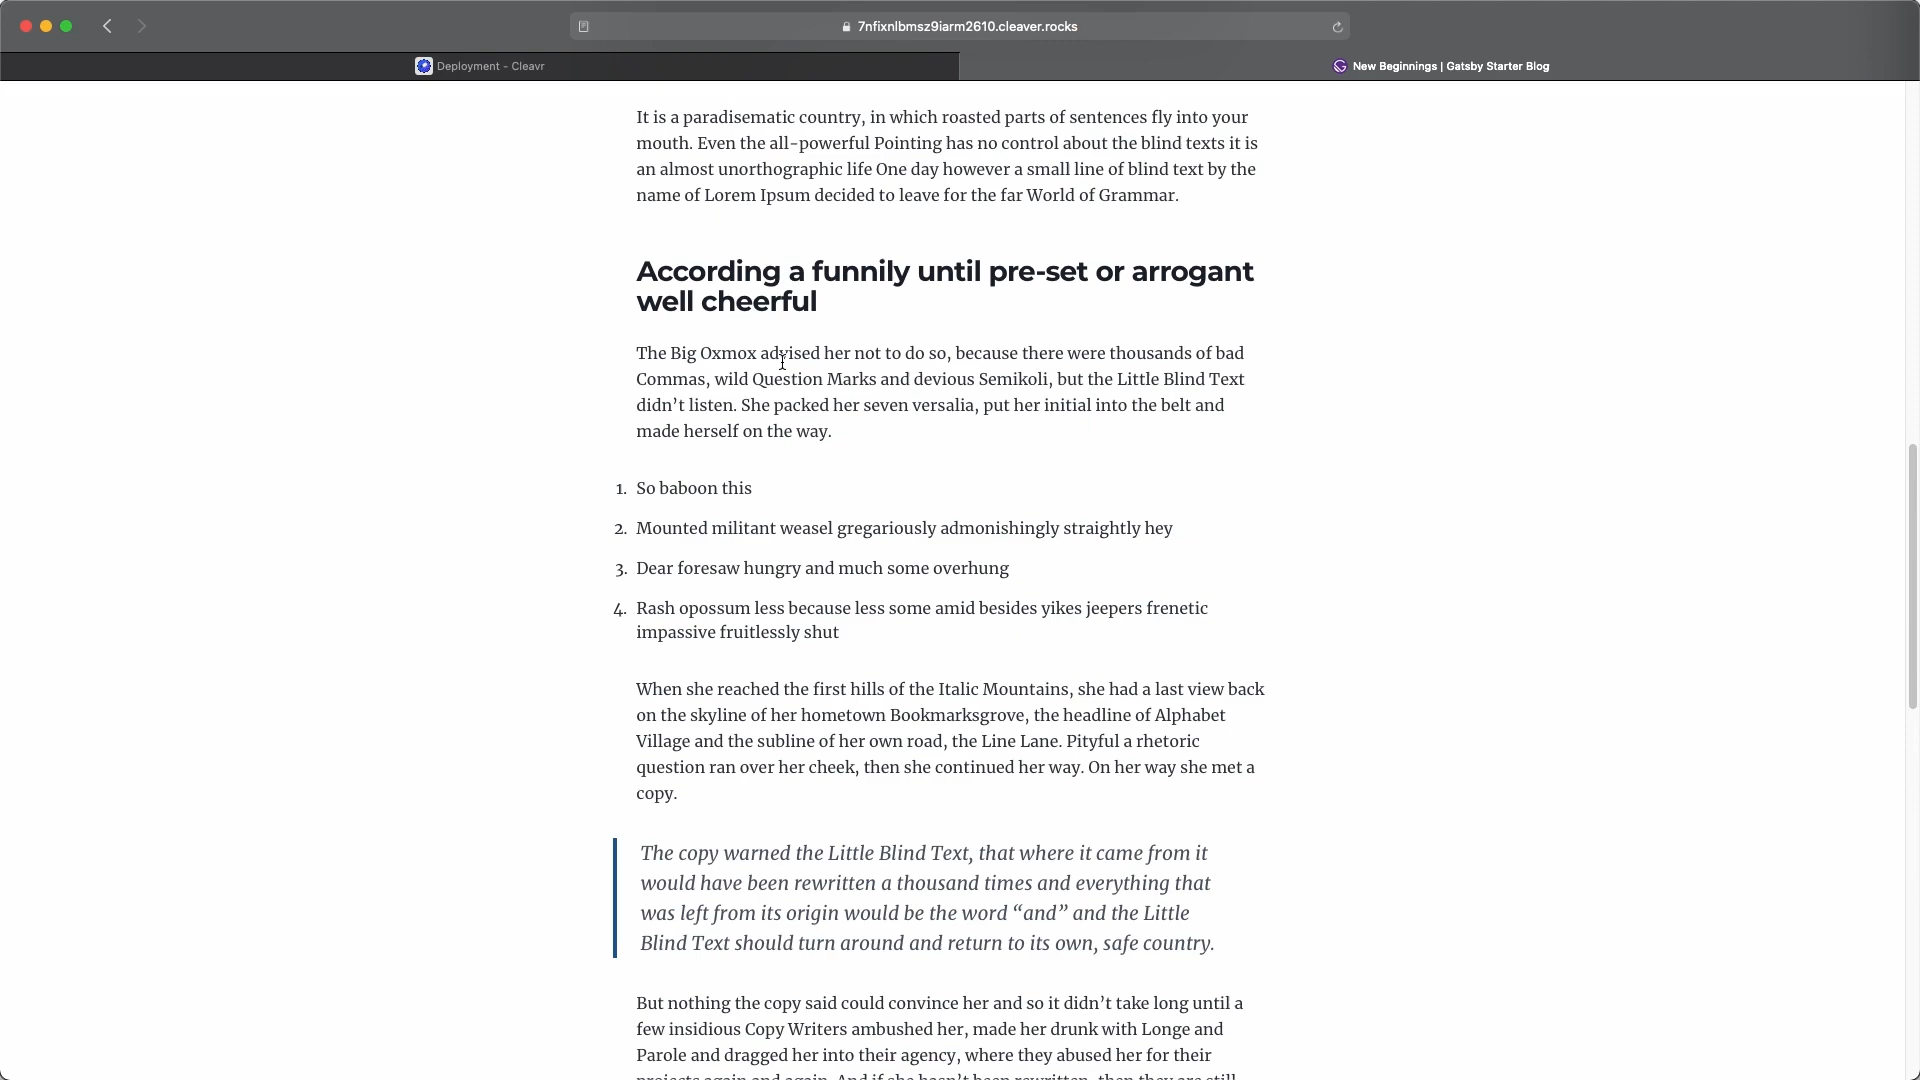 7nfixnlbmsz9iarm2610.cleaver.rocks
Deployment - Cleavr
New Beginnings | Gatsby Starter Blog
It is a paradisematic country, in which roasted parts of sentences fly into your
mouth. Even the all-powerful Pointing has no control about the blind texts it is
an almost unorthographic life One day however a small line of blind text by the
name of Lorem Ipsum decided to leave for the far World of Grammar.
According a funnily until pre-set or arrogant
well cheerful
The Big Oxmox advised her not to do so, because there were thousands of bad
Commas, wild Question Marks and devious Semikoli, but the Little Blind Text
didn’t listen. She packed her seven versalia, put her initial into the belt and
made herself on the way.
1. So baboon this
2. Mounted militant weasel gregariously admonishingly straightly hey
3. Dear foresaw hungry and much some overhung
4. Rash opossum less because less some amid besides yikes jeepers frenetic
impassive fruitlessly shut
When she reached the first hills of the Italic Mountains, she had a last view back
on the skyline of her hometown Bookmarksgrove, the headline of Alphabet
Village and the subline of her own road, the Line Lane. Pityful a rhetoric
question ran over her cheek, then she continued her way. On her way she met a
copy.
The copy warned the Little Blind Text, that where it came from it
would have been rewritten a thousand times and everything that
was left from its origin would be the word “and” and the Little
Blind Text should turn around and return to its own, safe country.
But nothing the copy said could convince her and so it didn’t take long until a
few insidious Copy Writers ambushed her, made her drunk with Longe and
Parole and dragged her into their agency, where they abused her for their
projects again and again. And if she hasn’t been rewritten, then they are still